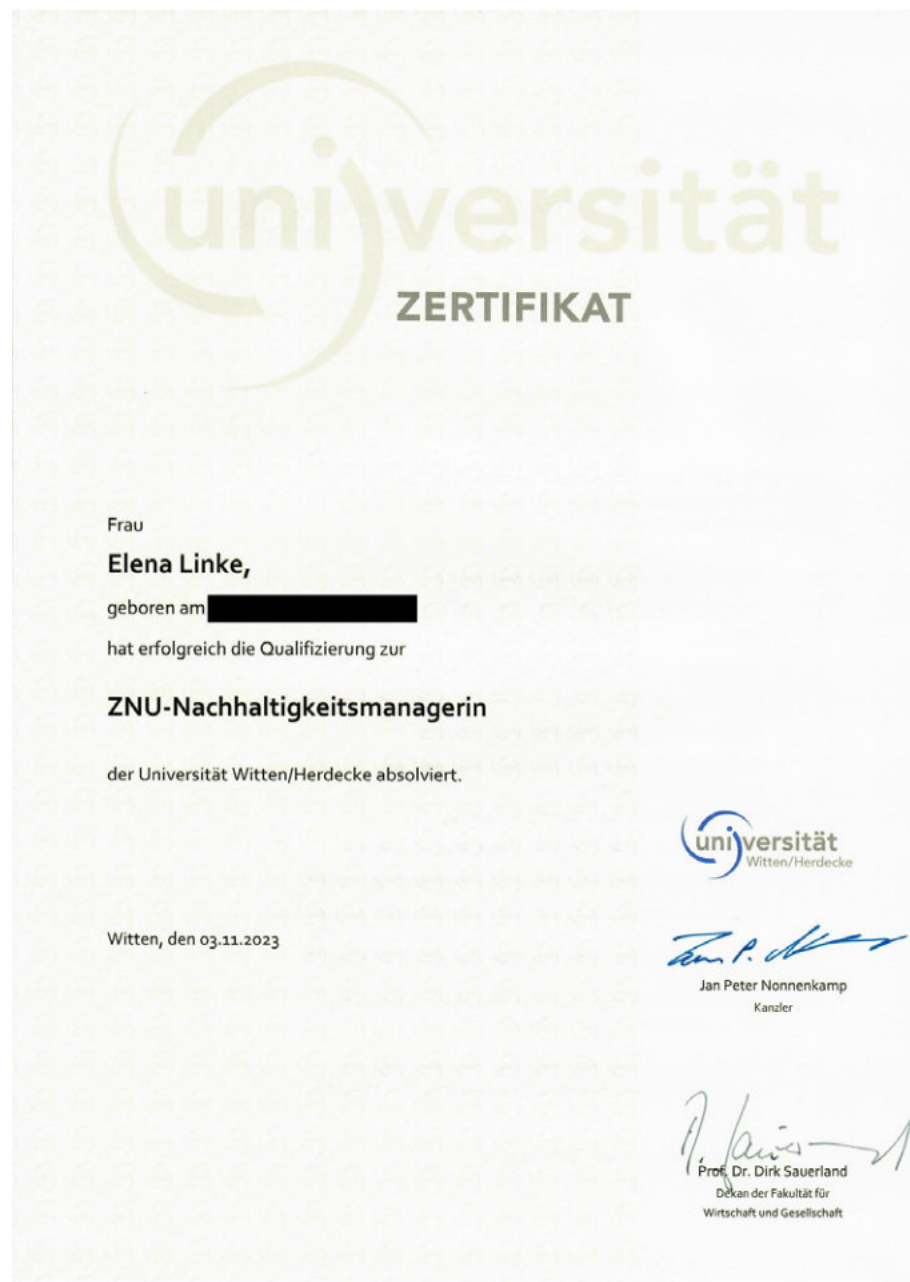 universität
ZERTIFIKAT
Frau
Elena Linke,
geboren am
hat erfolgreich die Qualifizierung zur
ZNU-Nachhaltigkeitsmanagerin
der Universität Witten/Herdecke absolviert.
universität
Witten/Herdecke
Witten, den 03.11.2023
Jan Peter Nonnenkamp
Kanzler
Prof. Dr. Dirk Sauerland
Dekan der Fakultät für
Wirtschaft und Gesellschaft